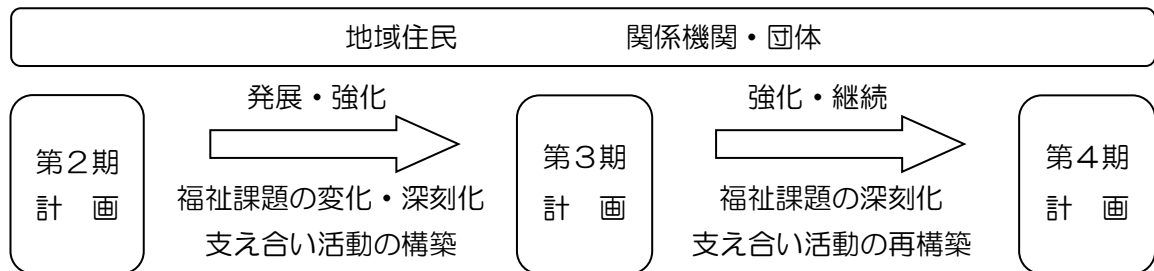 地域住民　関係機関・団体
発展・強化
強化・継続
第２期
計　画
福祉課題の変化・深刻化
支え合い活動の構築
第３期
計　画
福祉課題の深刻化
支え合い活動の再構築
第４期
計　画